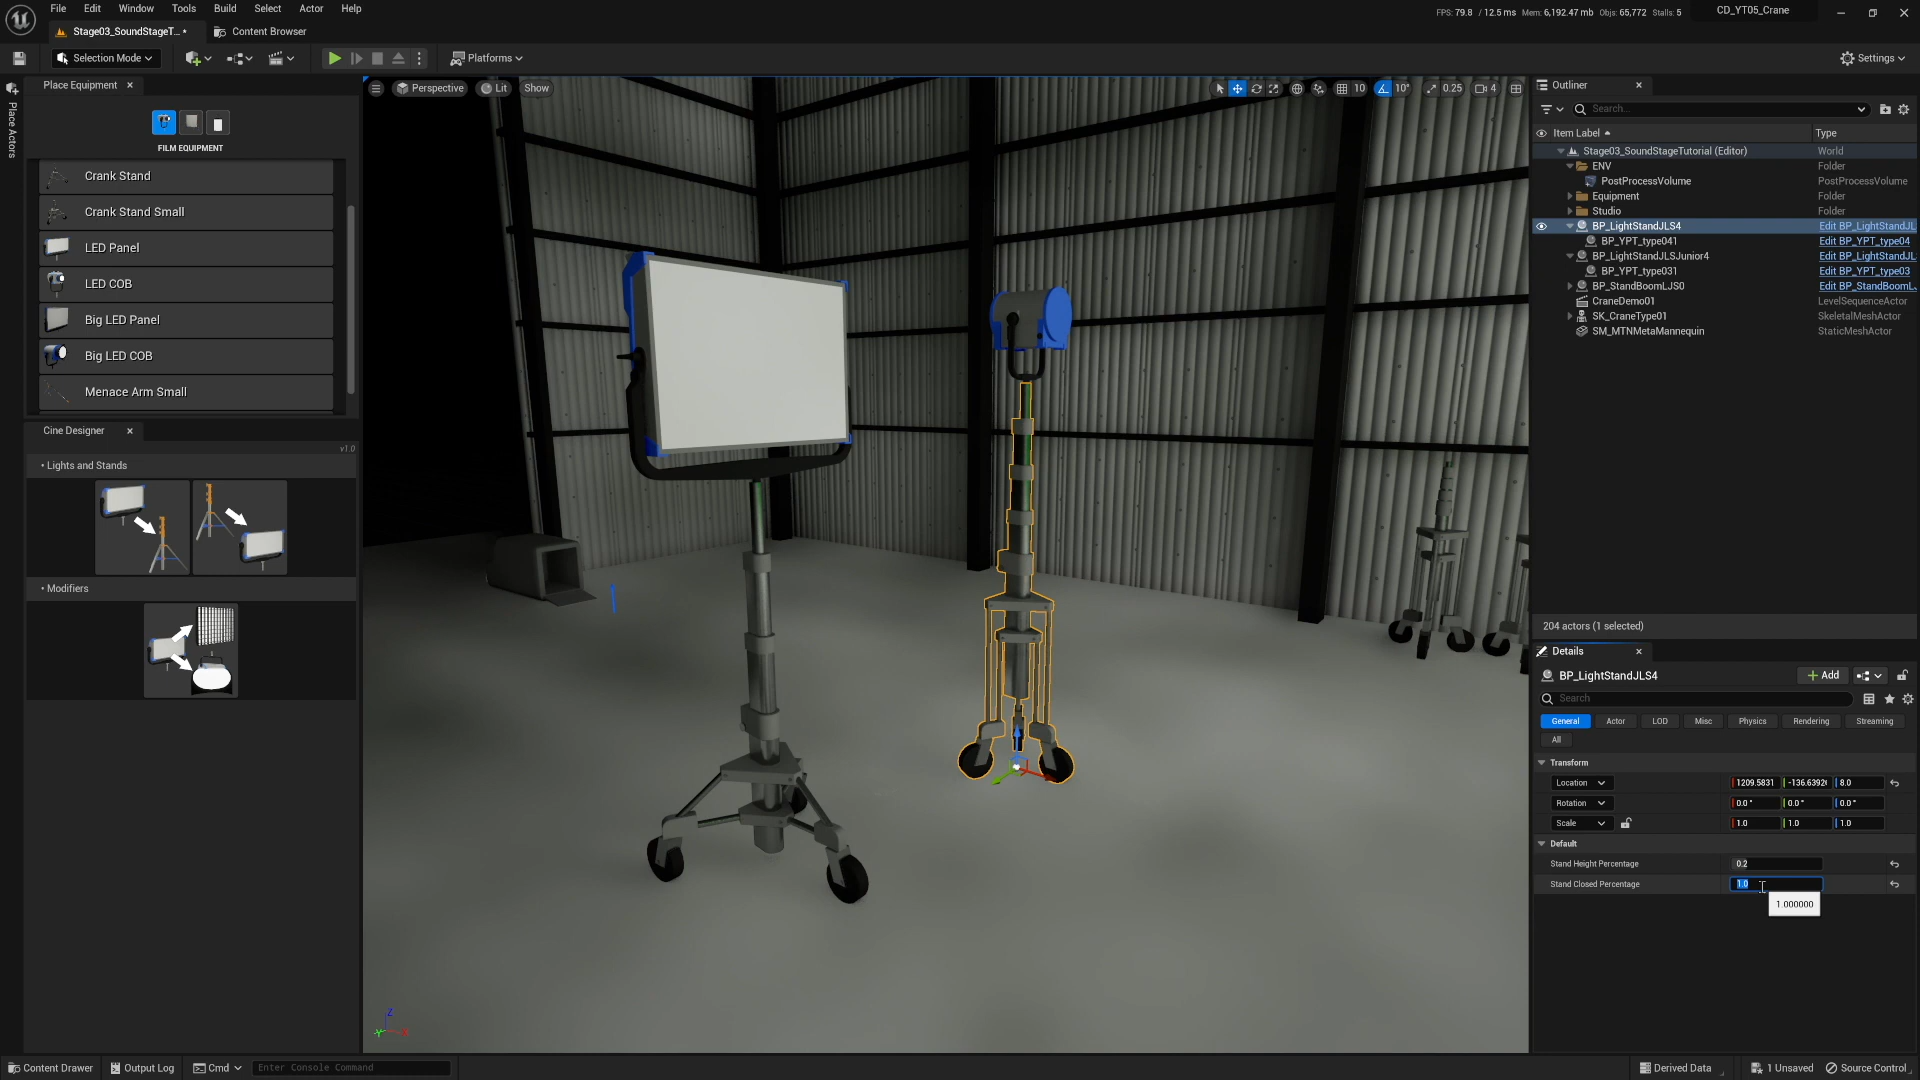 File Edit Window Tools Build Select Actor Help
FPS: 79.8 / 12.5 ms Mem: 6,192.47 mb Objs: 65,772 Stalls: 5
CD_YT05_Crane
Stage03_SoundStageT... •
Content Browser
Selection Mode
Platforms
Settings
Place Actors
Place Equipment
FILM EQUIPMENT
Crank Stand
Crank Stand Small
LED Panel
LED COB
Big LED Panel
Big LED COB
Menace Arm Small
Cine Designer
v1.0
• Lights and Stands
• Modifiers
Perspective Lit Show
10 10° 0.25 4
Outliner
Search...
Item Label Type
Stage03_SoundStageTutorial (Editor) World
ENV Folder
PostProcessVolume PostProcessVolume
Equipment Folder
Studio Folder
BP_LightStandJLS4 Edit BP_LightStandJL
BP_YPT_type041 Edit BP_YPT_type04
BP_LightStandJLSJunior4 Edit BP_LightStandJL
BP_YPT_type031 Edit BP_YPT_type03
BP_StandBoomLJS0 Edit BP_StandBoomL
CraneDemo01 LevelSequenceActor
SK_CraneType01 SkeletalMeshActor
SM_MTNMetaMannequin StaticMeshActor
204 actors (1 selected)
Details
BP_LightStandJLS4
Add
Search
General Actor LOD Misc Physics Rendering Streaming
All
Transform
Location 1209.5831 8.0
Rotation 0.0 ° 0.0 ° 0.0 °
Scale 1.0 1.0 1.0
Default
Stand Height Percentage 0.2
Stand Closed Percentage 1.0
1.000000
Z
Content Drawer Output Log Cmd Enter Console Command
Derived Data 1 Unsaved Source Control